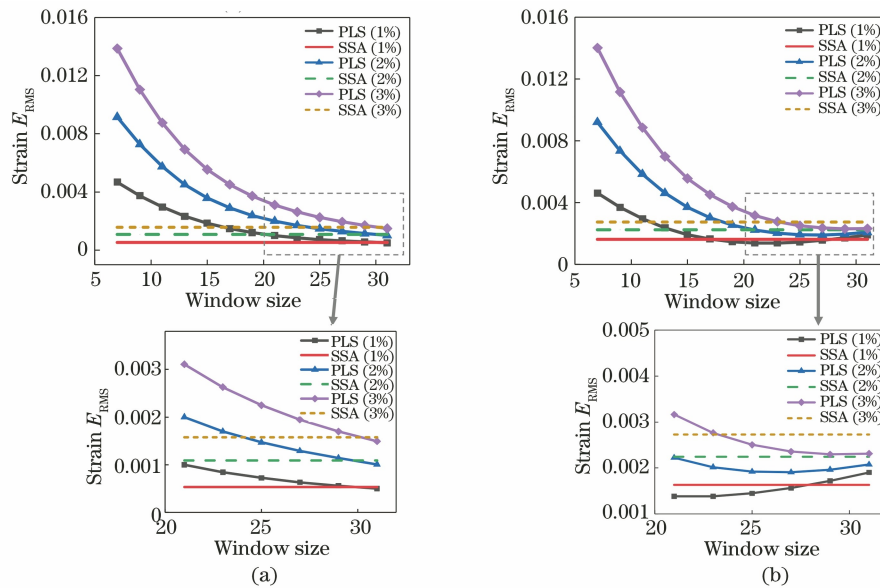 0.016
0.012
0.008
0.004
0
Strain E_RMS
PLS (1%)
SSA (1%)
PLS (2%)
SSA (2%)
PLS (3%)
SSA (3%)
5 10 15 20 25 30
Window size
0.003
0.002
0.001
0
Strain E_RMS
PLS (1%)
SSA (1%)
PLS (2%)
SSA (2%)
PLS (3%)
SSA (3%)
20 25 30
Window size
(a)
0.016
0.012
0.008
0.004
0
Strain E_RMS
PLS (1%)
SSA (1%)
PLS (2%)
SSA (2%)
PLS (3%)
SSA (3%)
5 10 15 20 25 30
Window size
0.005
0.004
0.003
0.002
0.001
Strain E_RMS
PLS (1%)
SSA (1%)
PLS (2%)
SSA (2%)
PLS (3%)
SSA (3%)
20 25 30
Window size
(b)